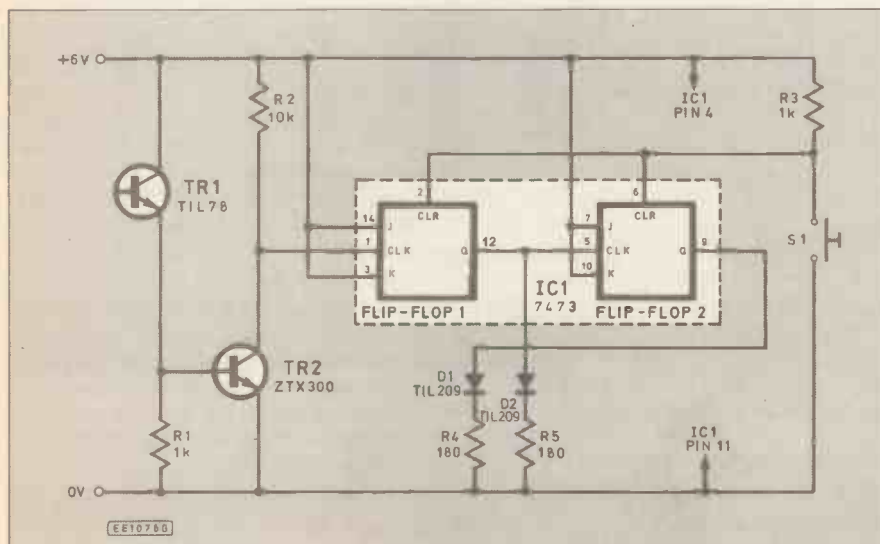 +6V
R2
10k
IC1
PIN 4
R3
1k
TR1
TIL78
2
CLR
6
CLR
14
J
1
CLK
3
K
Q
12
7
J
5
CLK
10
K
Q
9
S1
IC1
7473
FLIP-FLOP 1
FLIP-FLOP 2
TR2
ZTX300
D1
TIL209
D2
TIL209
R1
1k
R4
180
R5
180
IC1
PIN 11
0V
EE1078G